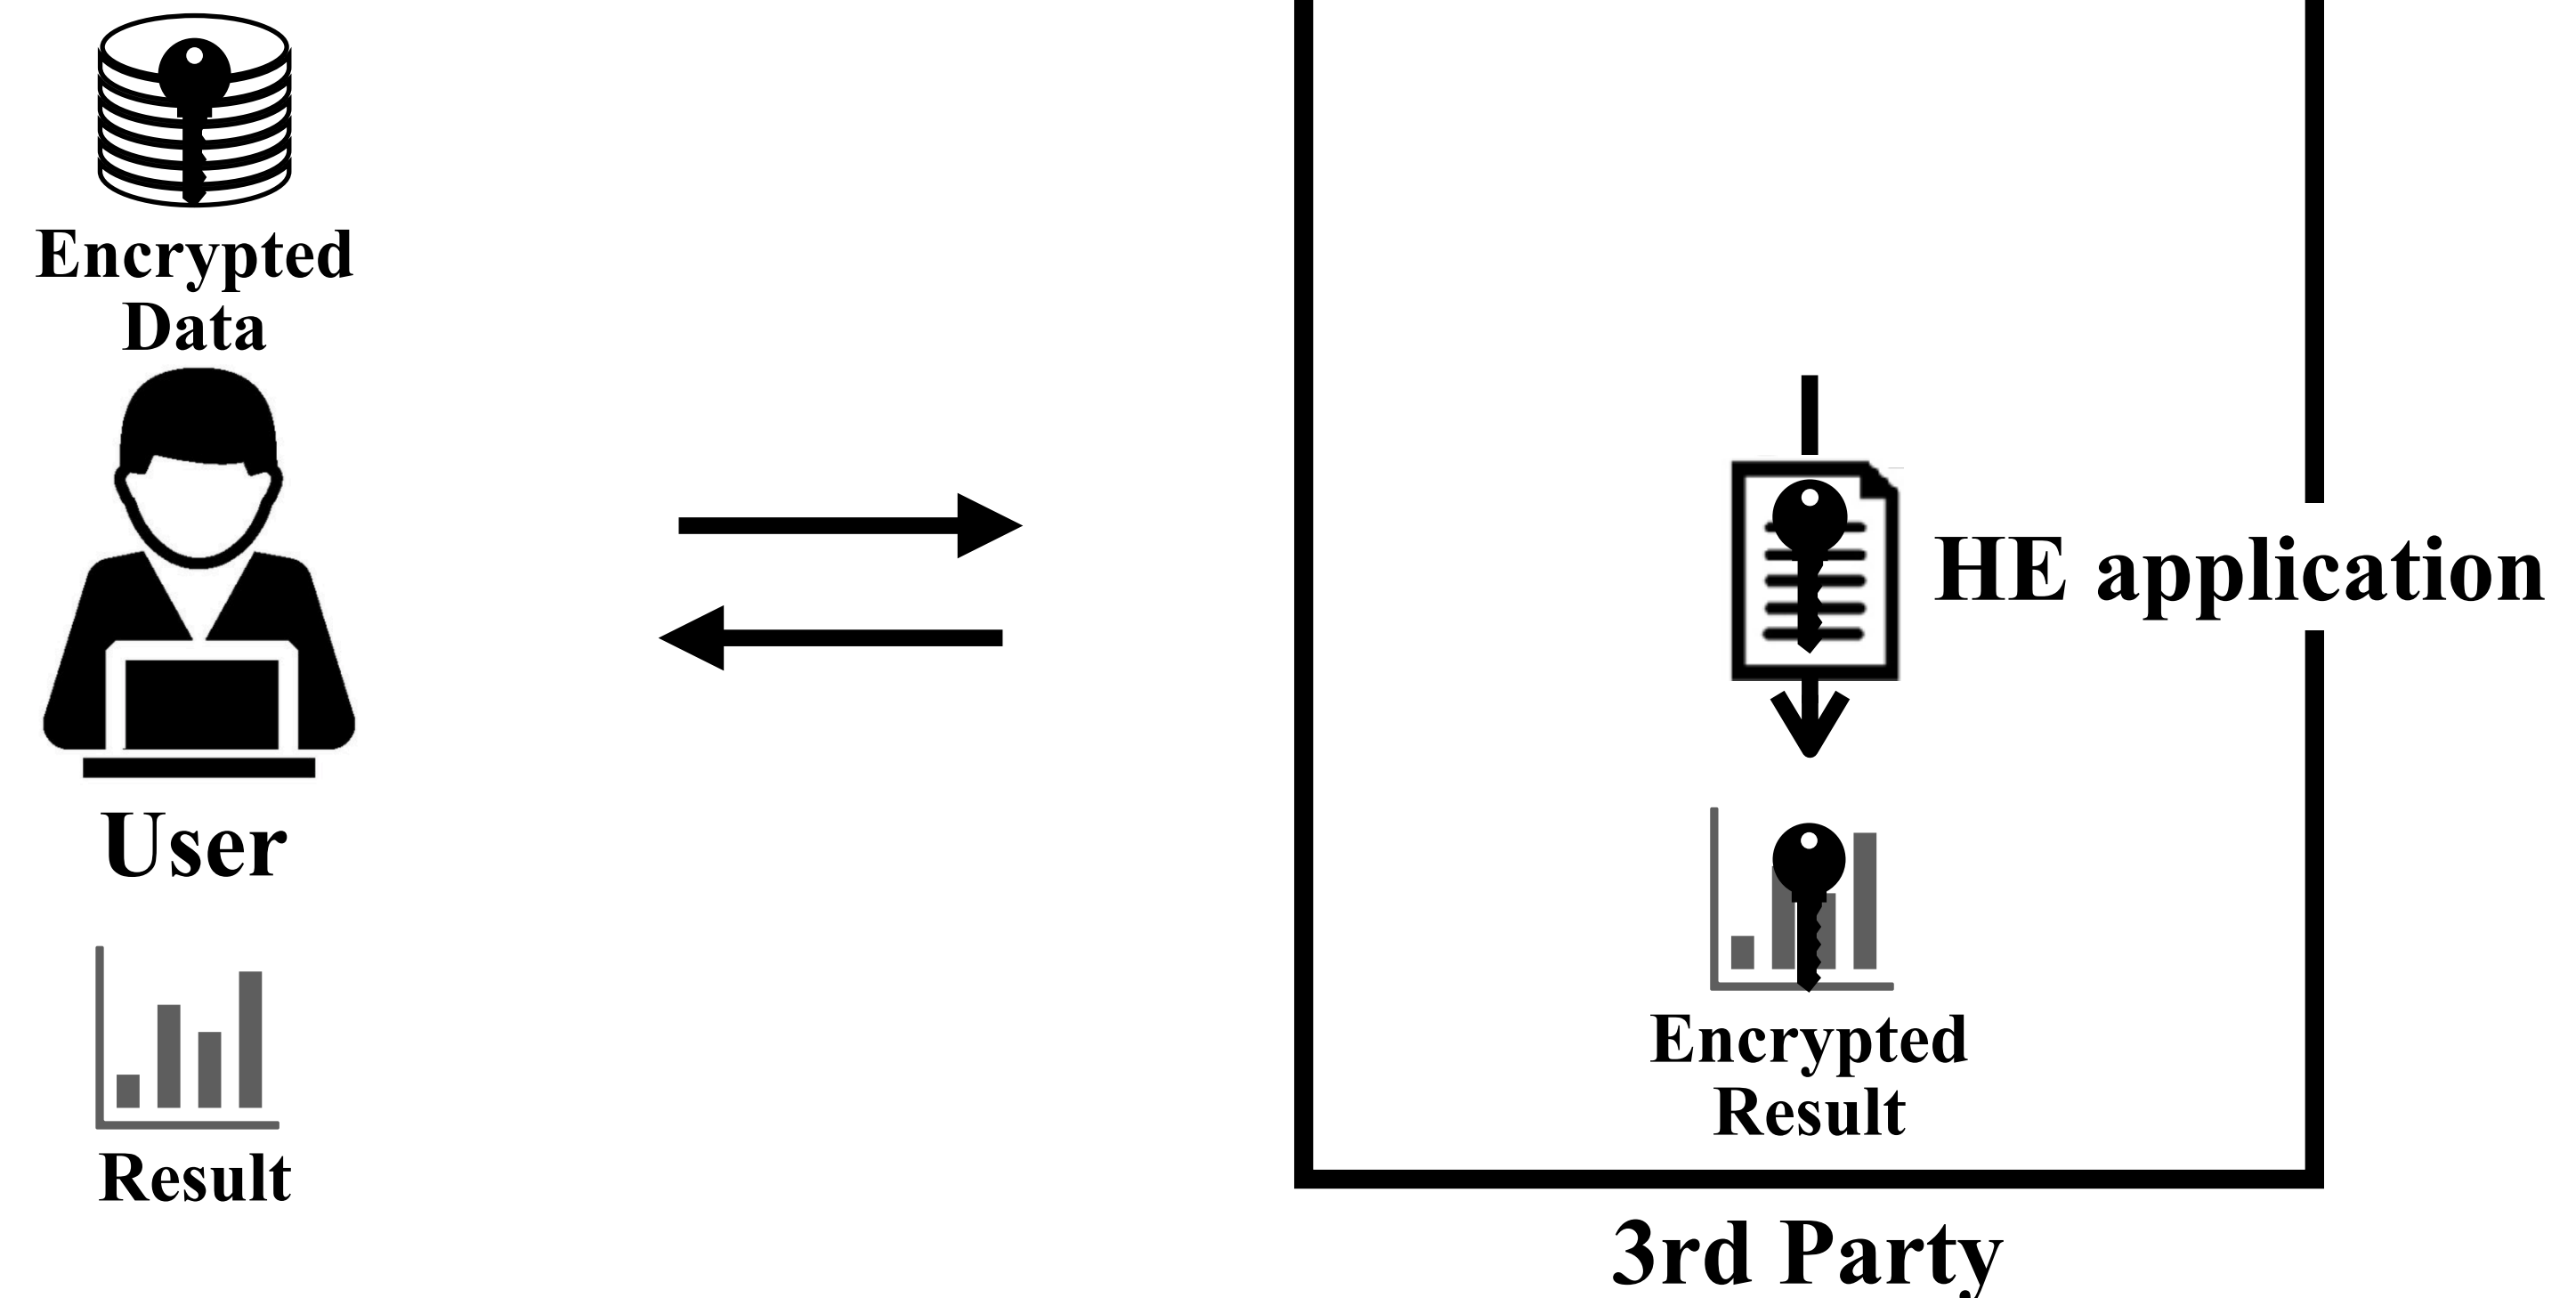 Encrypted
Data
User
Result
HE application
Encrypted
Result
3rd Party